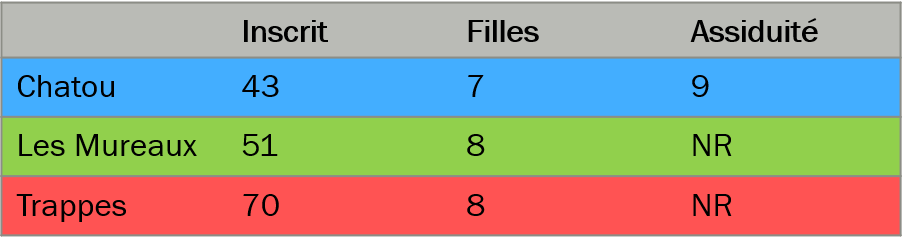 Inscrit Filles Assiduité
Chatou 43 7 9
Les Mureaux 51 8 NR
Trappes 70 8 NR